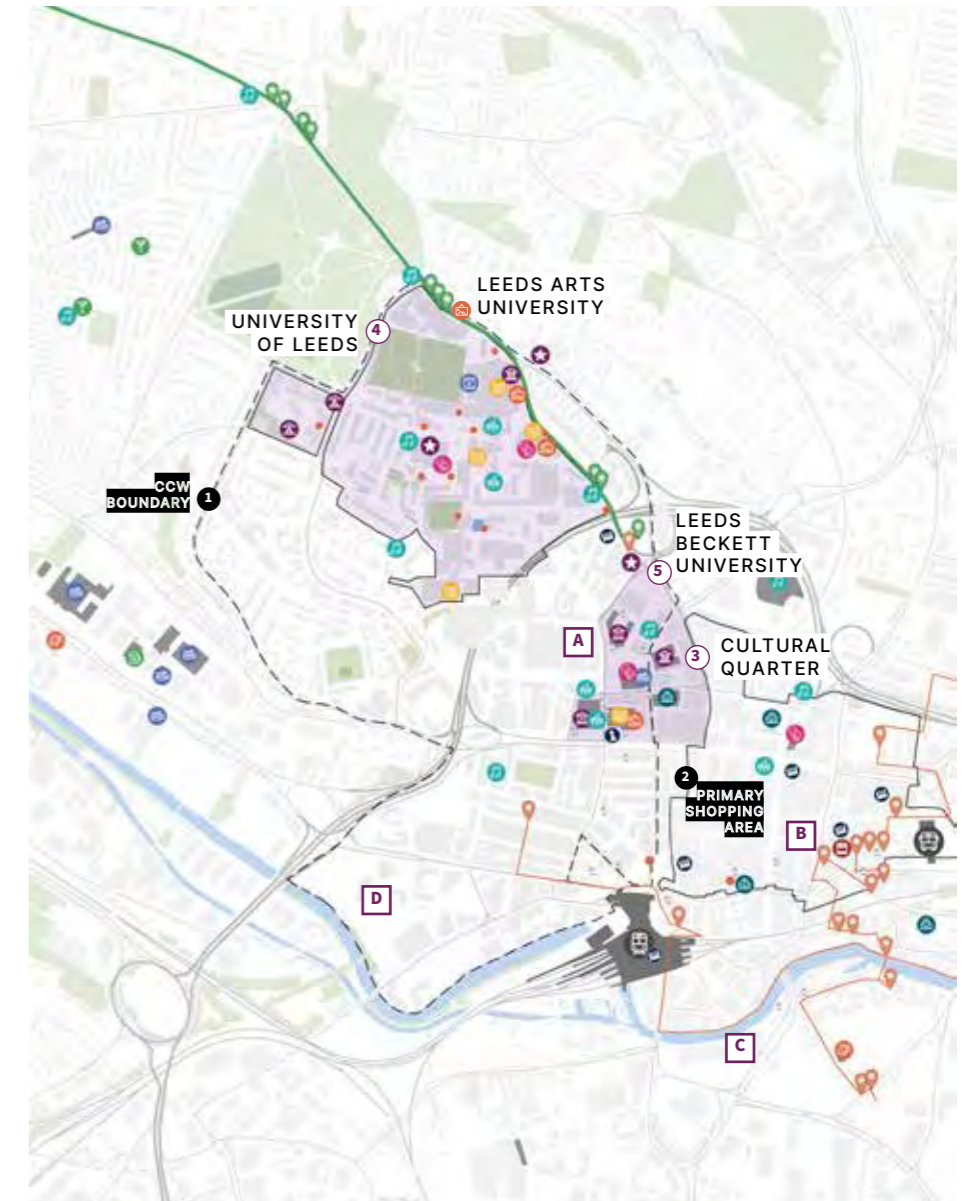 LEEDS ARTS
UNIVERSITY
UNIVERSITY
OF LEEDS
4
CCW
BOUNDARY
1
LEEDS
BECKETT
UNIVERSITY
5
A
3
CULTURAL
QUARTER
2
PRIMARY
SHOPPING
AREA
B
D
C